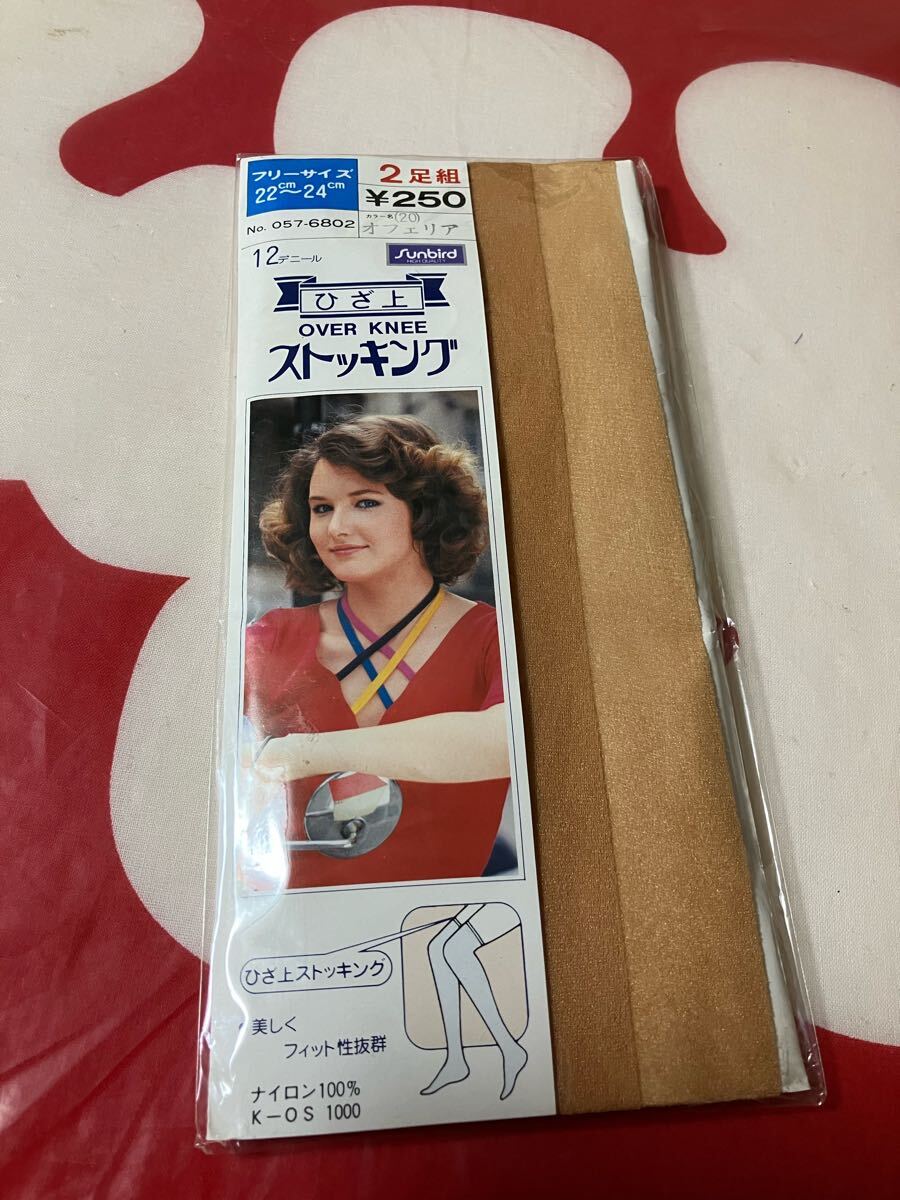 フリーサイズ
22cm～24cm
2足組
¥250
No. 057-6802
カラー名(20)
オフェリア
12デニール
Sunbird
HIGH QUALITY
ひざ上
OVER KNEE
ストッキング
ひざ上ストッキング
美しく
フィット性抜群
ナイロン100%
K－OS 1000